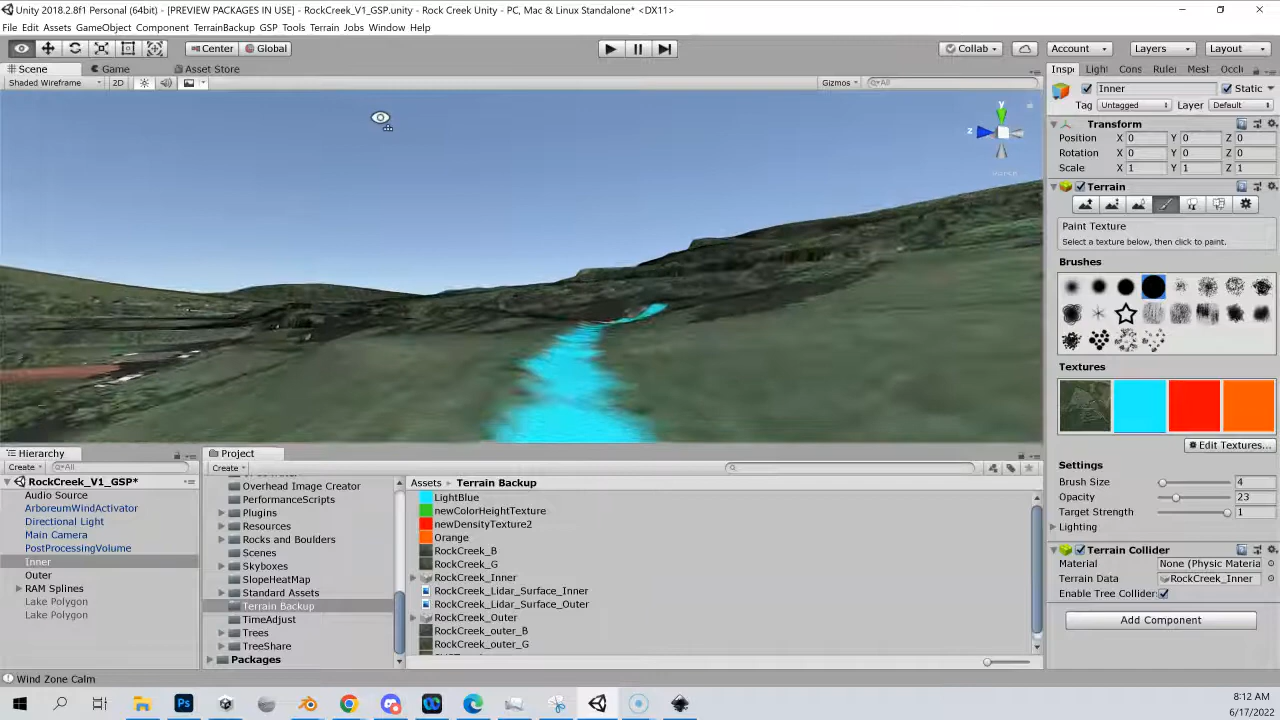 Unity 2018.2.8f1 Personal (64bit) - [PREVIEW PACKAGES IN USE] - RockCreek_V1_GSP.unity - Rock Creek Unity - PC, Mac & Linux Standalone* <DX11>
File Edit Assets GameObject Component TerrainBackup GSP Tools Terrain Jobs Window Help
Center Global Collab Account Layers Layout
Scene Game Asset Store
Shaded Wireframe 2D Gizmos All
y
z
Inspe Light Cons Rule Mesh Occlu
Inner Static
Tag Untagged Layer Default
Transform
Position X 0 Y 0 Z 0
Rotation X 0 Y 0 Z 0
Scale X 1 Y 1 Z 1
Terrain
Paint Texture
Select a texture below, then click to paint.
Brushes
Textures
Edit Textures...
Settings
Brush Size 4
Opacity 23
Target Strength 1
Lighting
Terrain Collider
Material None (Physic Materia
Terrain Data RockCreek_Inner
Enable Tree Collider
Add Component
Hierarchy
Create All
RockCreek_V1_GSP*
Audio Source
ArboreumWindActivator
Directional Light
Main Camera
PostProcessingVolume
Inner
Outer
RAM Splines
Lake Polygon
Lake Polygon
Project
Create
Overhead Image Creator
PerformanceScripts
Plugins
Resources
Rocks and Boulders
Scenes
Skyboxes
SlopeHeatMap
Standard Assets
Terrain Backup
TimeAdjust
Trees
TreeShare
Packages
Assets Terrain Backup
LightBlue
newColorHeightTexture
newDensityTexture2
Orange
RockCreek_B
RockCreek_G
RockCreek_Inner
RockCreek_Lidar_Surface_Inner
RockCreek_Lidar_Surface_Outer
RockCreek_Outer
RockCreek_outer_B
RockCreek_outer_G
Wind Zone Calm
Ps
8:12 AM
6/17/2022